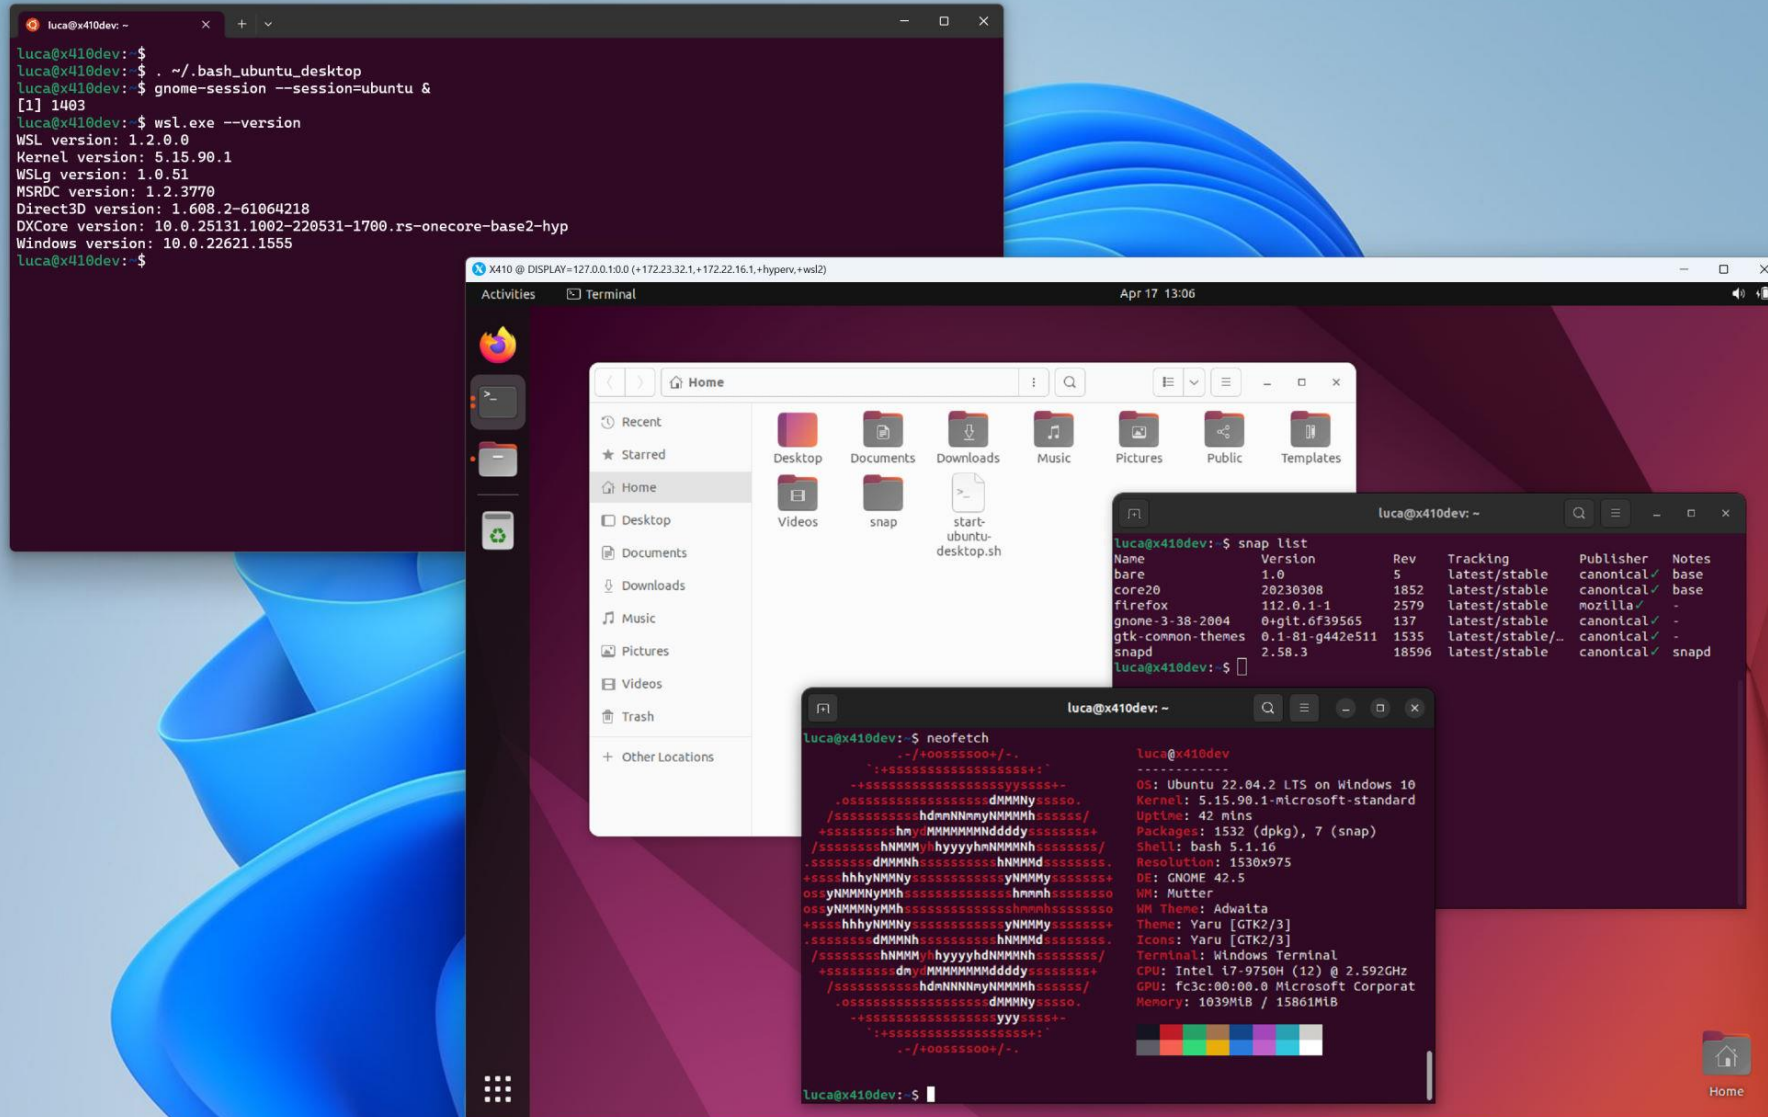 luca@x410dev: ~
luca@x410dev:~$
luca@x410dev:~$ . ~/.bash_ubuntu_desktop
luca@x410dev:~$ gnome-session --session=ubuntu &
[1] 1403
luca@x410dev:~$ wsl.exe --version
WSL version: 1.2.0.0
Kernel version: 5.15.90.1
WSLg version: 1.0.51
MSRDC version: 1.2.3770
Direct3D version: 1.608.2-61064218
DXCore version: 10.0.25131.1002-220531-1700.rs-onecore-base2-hyp
Windows version: 10.0.22621.1555
luca@x410dev:~$
X410 @ DISPLAY=127.0.0.1:0.0 (+172.23.32.1,+172.22.16.1,+hyperv,+wsl2)
Activities Terminal Apr 17 13:06
Home
Recent
Starred
Home
Desktop
Documents
Downloads
Music
Pictures
Videos
Trash
+ Other Locations
Desktop Documents Downloads Music Pictures Public Templates
Videos snap start-
ubuntu-
desktop.sh
luca@x410dev: ~
luca@x410dev:~$ snap list
Name Version Rev Tracking Publisher Notes
bare 1.0 5 latest/stable canonical✓ base
core20 20230308 1852 latest/stable canonical✓ base
firefox 112.0.1-1 2579 latest/stable mozilla✓ -
gnome-3-38-2004 0+git.6f39565 137 latest/stable canonical✓ -
gtk-common-themes 0.1-81-g442e511 1535 latest/stable/… canonical✓ -
snapd 2.58.3 18596 latest/stable canonical✓ snapd
luca@x410dev:~$
luca@x410dev: ~
luca@x410dev:~$ neofetch
luca@x410dev
------------
OS: Ubuntu 22.04.2 LTS on Windows 10
Kernel: 5.15.90.1-microsoft-standard
Uptime: 42 mins
Packages: 1532 (dpkg), 7 (snap)
Shell: bash 5.1.16
Resolution: 1530x975
DE: GNOME 42.5
WM: Mutter
WM Theme: Adwaita
Theme: Yaru [GTK2/3]
Icons: Yaru [GTK2/3]
Terminal: Windows Terminal
CPU: Intel i7-9750H (12) @ 2.592GHz
GPU: fc3c:00:00.0 Microsoft Corporat
Memory: 1039MiB / 15861MiB
luca@x410dev:~$
Home